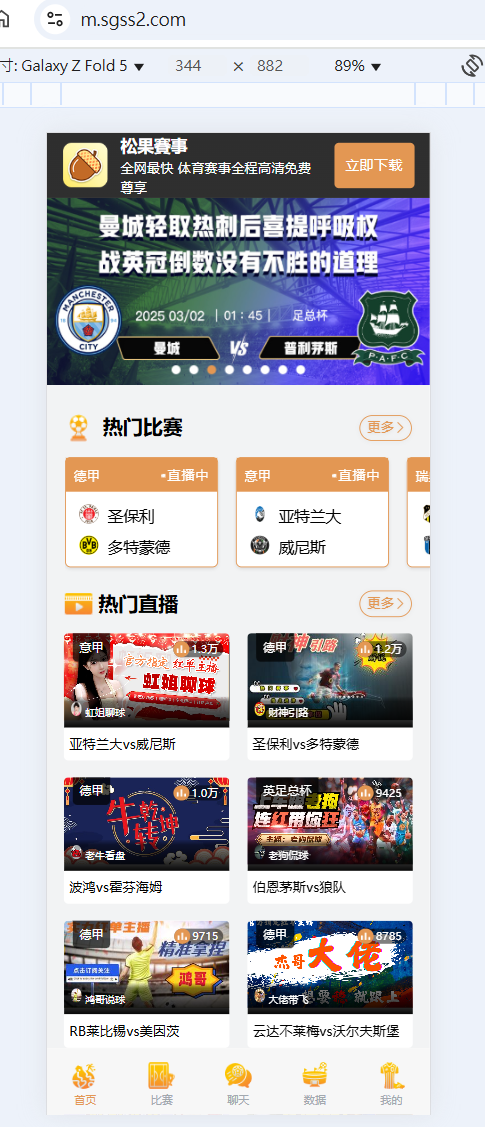 m.sgss2.com
寸: Galaxy Z Fold 5 ▼ 344 × 882 89% ▼
松果赛事
全网最快 体育赛事全程高清免费
尊享
立即下载
曼城轻取热刺后喜提呼吸权
战英冠倒数没有不胜的道理
MANCHESTER
CITY
2025 03/02 | 01:45 | 足总杯
曼城 VS 普利茅斯
P.A.F.C
热门比赛
更多
德甲 直播中
圣保利
多特蒙德
意甲 直播中
亚特兰大
威尼斯
瑞
热门直播
更多
意甲 1.3万
官方指定 红单主播
虹姐聊球
虹姐聊球
亚特兰大vs威尼斯
德甲 1.2万
神引路
财神引路
圣保利vs多特蒙德
德甲 1.0万
牛乾转坤
老牛看盘
波鸿vs霍芬海姆
英足总杯 9425
连红带你狂
老狗侃球
伯恩茅斯vs狼队
德甲 9715
单主播
精准拿捏
点击订阅关注
鸿哥
鸿哥说球
RB莱比锡vs美因茨
德甲 8785
杰哥大佬
想要 就跟上
大佬带飞
云达不莱梅vs沃尔夫斯堡
首页
比赛
聊天
数据
我的